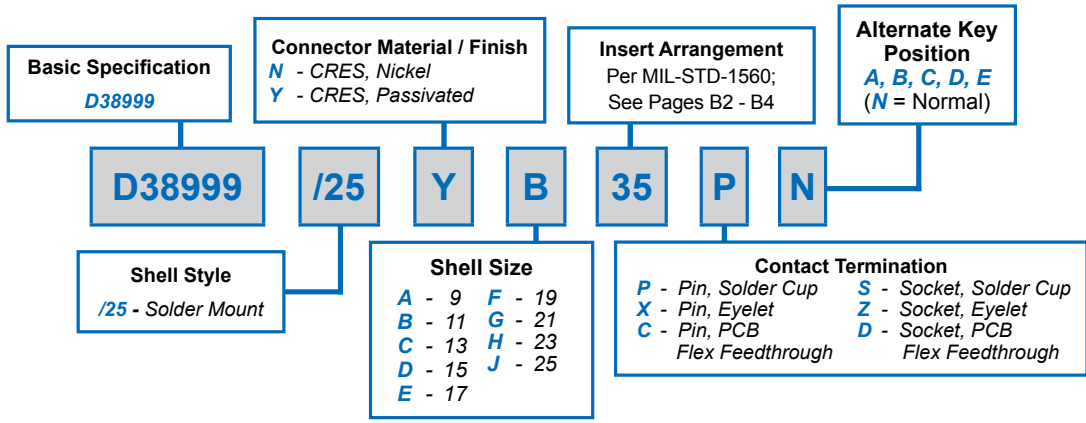 Basic Specification
D38999
Connector Material / Finish
N - CRES, Nickel
Y - CRES, Passivated
Insert Arrangement
Per MIL-STD-1560;
See Pages B2 - B4
Alternate Key
Position
A, B, C, D, E
(N = Normal)
D38999 /25 Y B 35 P N
Shell Style
/25 - Solder Mount
Shell Size
A - 9 F - 19
B - 11 G - 21
C - 13 H - 23
D - 15 J - 25
E - 17
Contact Termination
P - Pin, Solder Cup S - Socket, Solder Cup
X - Pin, Eyelet Z - Socket, Eyelet
C - Pin, PCB D - Socket, PCB
Flex Feedthrough Flex Feedthrough